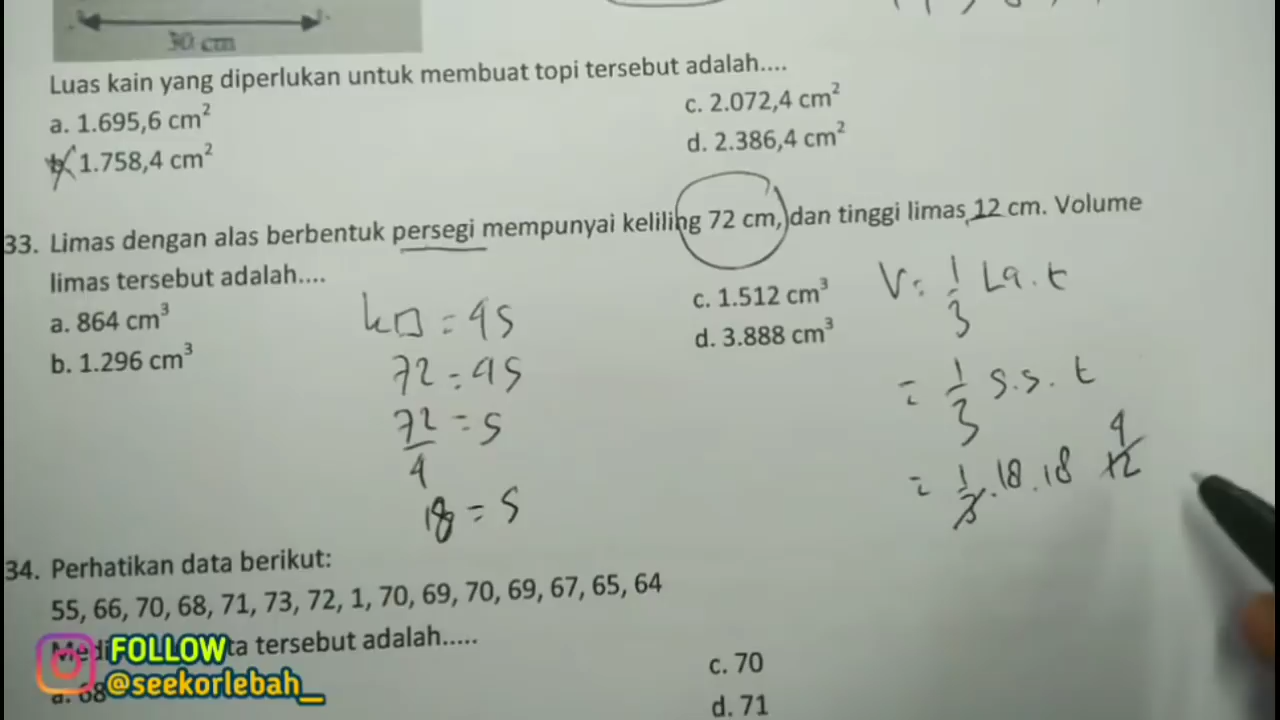 30 cm
Luas kain yang diperlukan untuk membuat topi tersebut adalah....
a. 1.695,6 cm²
c. 2.072,4 cm²
b. 1.758,4 cm²
d. 2.386,4 cm²
33. Limas dengan alas berbentuk persegi mempunyai keliling 72 cm, dan tinggi limas 12 cm. Volume
limas tersebut adalah....
a. 864 cm³
c. 1.512 cm³
b. 1.296 cm³
d. 3.888 cm³
k□ = 4s
72 = 4s
72/4 = s
18 = s
V = 1/3 La . t
= 1/3 s.s. t
= 1/3 . 18 . 18 12 4
34. Perhatikan data berikut:
55, 66, 70, 68, 71, 73, 72, 1, 70, 69, 70, 69, 67, 65, 64
tersebut adalah.....
a. 68
c. 70
d. 71
FOLLOW
@seekorlebah_